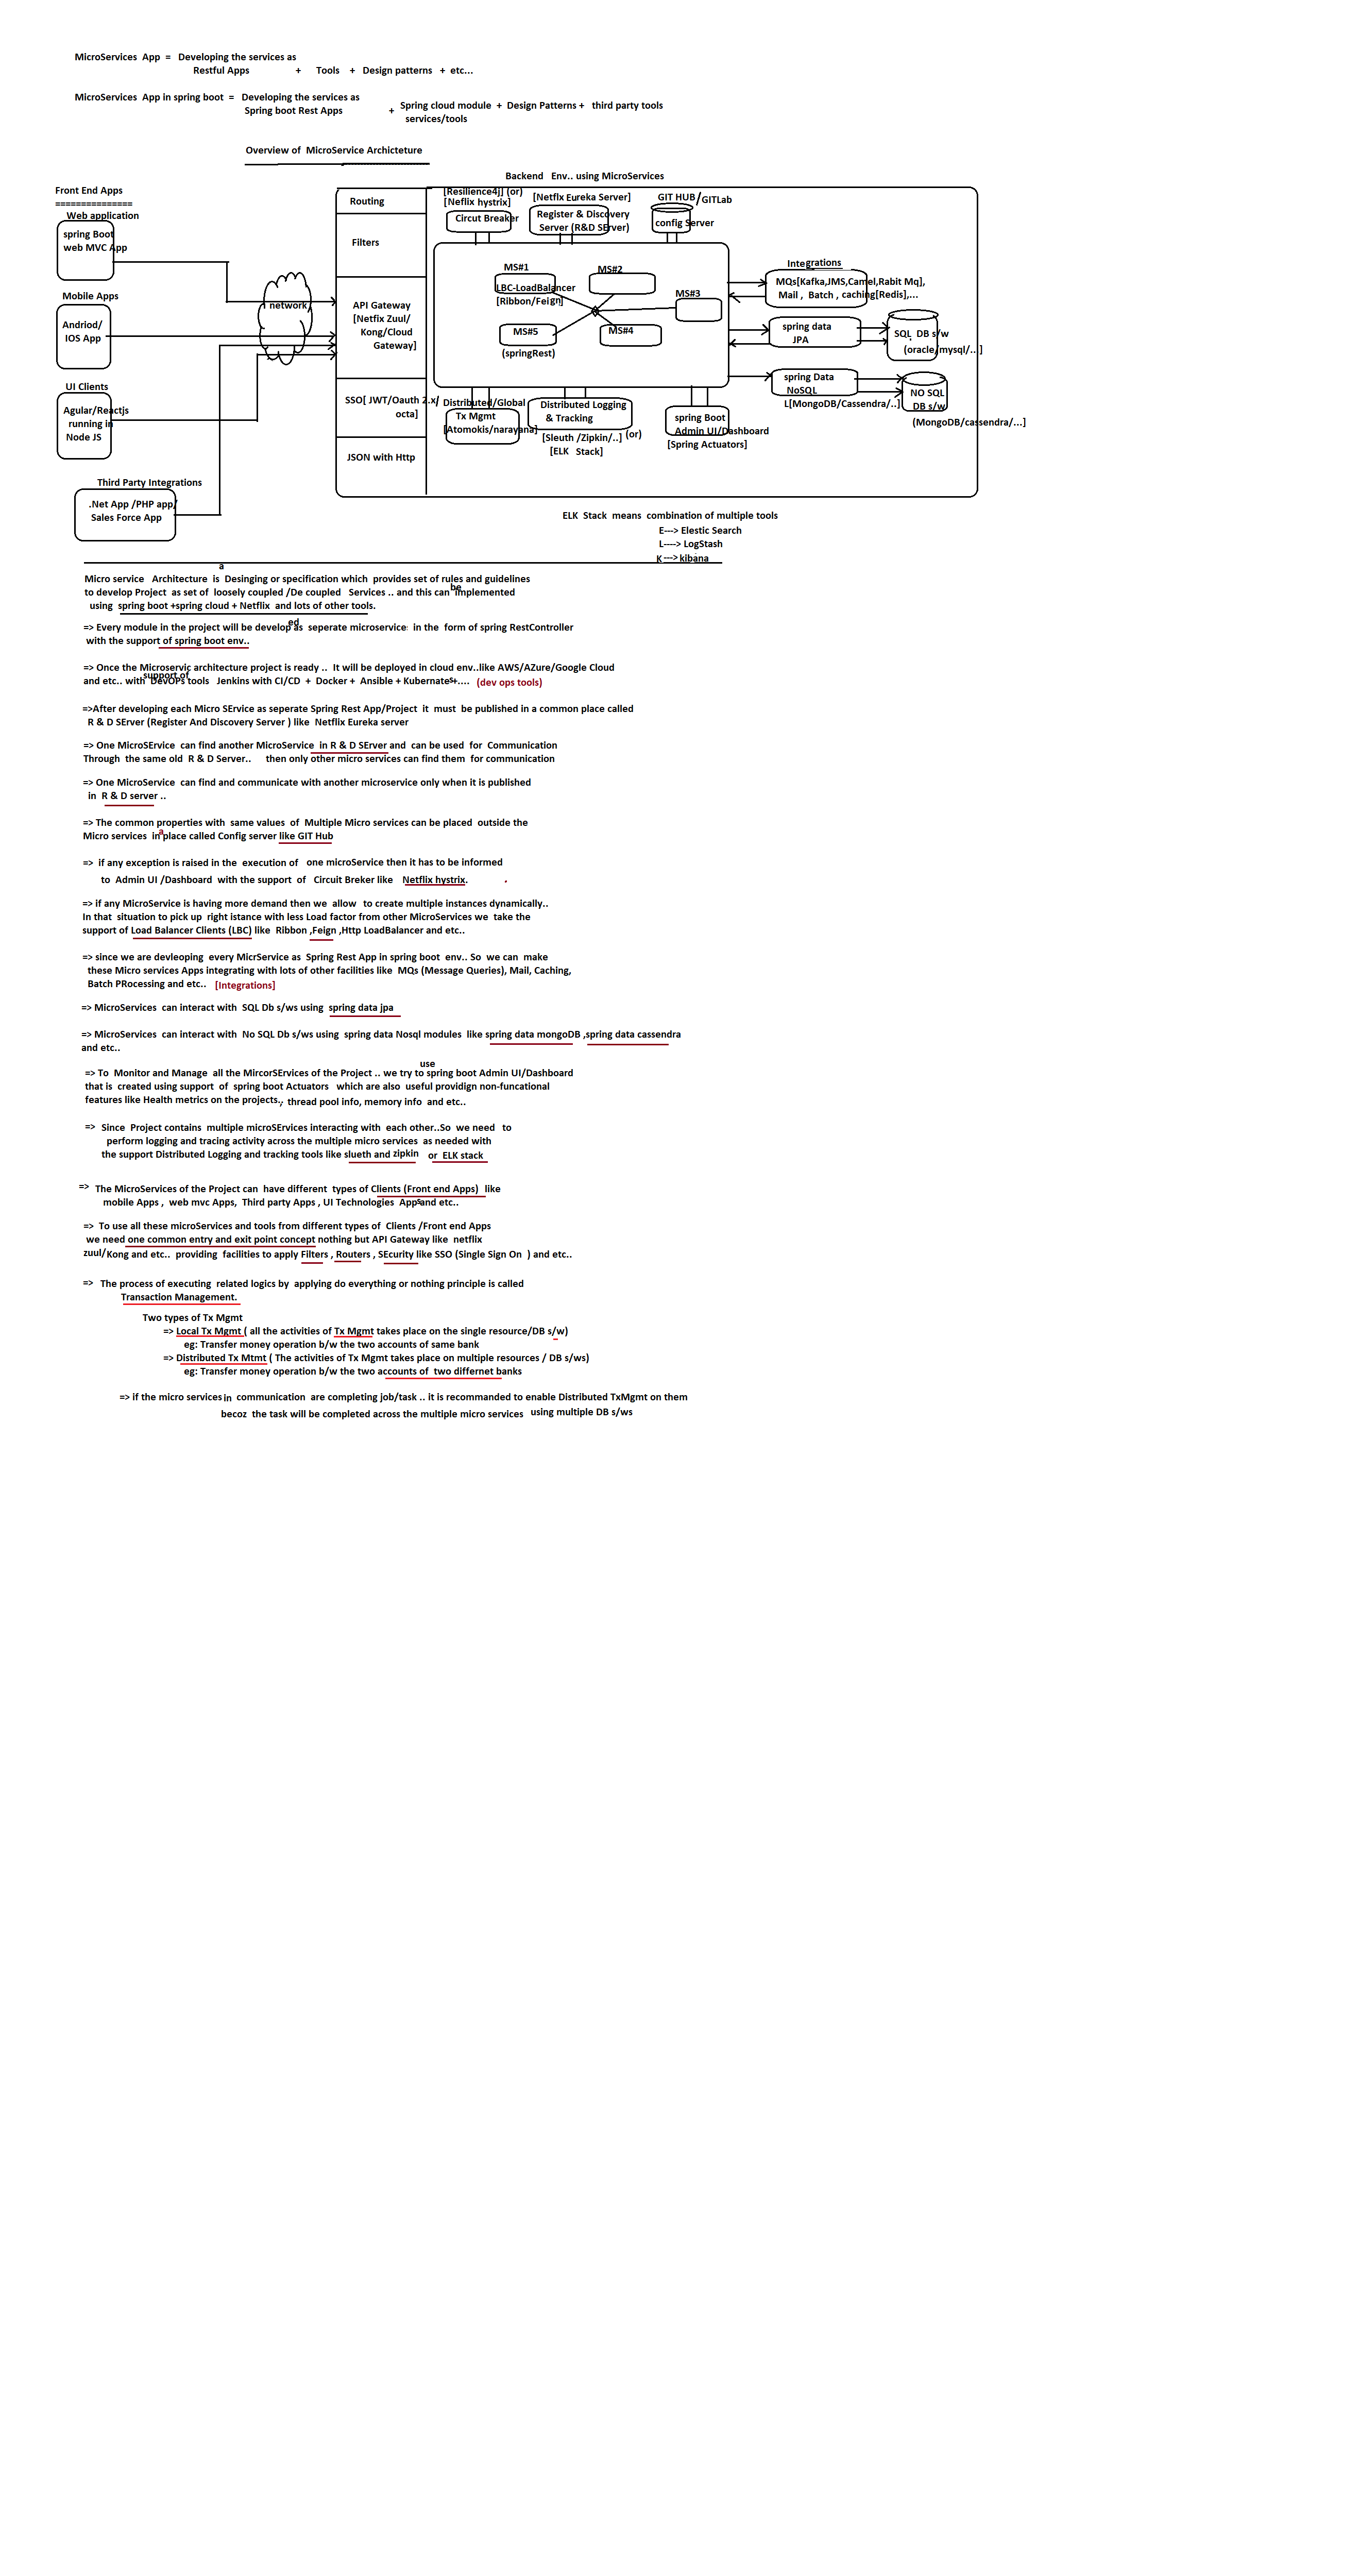 MicroServices  App  =   Developing the services as
Restful Apps   +   Tools   +   Design patterns   +  etc...
MicroServices  App in spring boot  =   Developing the services as
Spring boot Rest Apps   +   Spring cloud module  +  Design Patterns +   third party tools
services/tools
Overview of  MicroService Archicteture
Backend   Env.. using MicroServices
Front End Apps
===============
Web application
spring Boot
web MVC App
Mobile Apps
Andriod/
IOS App
UI Clients
Agular/Reactjs
running in
Node JS
Third Party Integrations
.Net App /PHP app/
Sales Force App
network
Routing
Filters
API Gateway
[Netfix Zuul/
Kong/Cloud
Gateway]
SSO[ JWT/Oauth 2.x/
octa]
JSON with Http
[Resilience4j] (or)
[Neflix hystrix]
Circut Breaker
[Netflx Eureka Server]
Register & Discovery
Server (R&D SErver)
GIT HUB/GITLab
config Server
MS#1
LBC-LoadBalancer
[Ribbon/Feign]
MS#2
MS#3
MS#5
(springRest)
MS#4
Integrations
MQs[Kafka,JMS,Camel,Rabit Mq],
Mail ,  Batch , caching[Redis],...
spring data
JPA
SQL  DB s/w
(oracle/mysql/...]
spring Data
NoSQL
L[MongoDB/Cassendra/..]
NO SQL
DB s/w
(MongoDB/cassendra/...]
Distributed/Global
Tx Mgmt
[Atomokis/narayana]
Distributed Logging
& Tracking
[Sleuth /Zipkin/..] (or)
[ELK   Stack]
spring Boot
Admin UI/Dashboard
[Spring Actuators]
ELK  Stack  means  combination of multiple tools
E---> Elestic Search
L----> LogStash
K ---> kibana
a
Micro service   Architecture  is  Desinging or specification which  provides set of rules and guidelines
to develop Project  as set of  loosely coupled /De coupled   Services .. and this can be implemented
using  spring boot +spring cloud + Netflix  and lots of other tools.
=> Every module in the project will be developed as  seperate microservice  in the  form of spring RestController
with the support of spring boot env..
=> Once the Microservic architecture project is ready ..  It will be deployed in cloud env..like AWS/AZure/Google Cloud
and etc.. with support of DevOPs tools   Jenkins with CI/CD  +  Docker +  Ansible + Kubernates+....   (dev ops tools)
=>After developing each Micro SErvice as seperate Spring Rest App/Project  it  must  be published in a common place called
R & D SErver (Register And Discovery Server ) like  Netflix Eureka server
=> One MicroSErvice  can find another MicroService  in R & D SErver and  can be used  for  Communication
Through  the same old  R & D Server..      then only other micro services can find them  for communication
=> One MicroService  can find and communicate with another microservice only when it is published
in  R & D server ..
=> The common properties with  same values  of  Multiple Micro services can be placed  outside the
Micro services  in a place called Config server like GIT Hub
=>  if any exception is raised in the  execution of   one microService then it has to be informed
to  Admin UI /Dashboard  with the support  of   Circuit Breker like    Netflix hystrix.
=> if any MicroService is having more demand then we  allow   to create multiple instances dynamically..
In that  situation to pick up  right istance with less Load factor from other MicroServices we  take the
support of Load Balancer Clients (LBC) like  Ribbon ,Feign ,Http LoadBalancer and etc..
=> since we are devleoping  every MicrService as  Spring Rest App in spring boot  env.. So  we can  make
these Micro services Apps integrating with lots of other facilities like  MQs (Message Queries), Mail, Caching,
Batch PRocessing and etc..   [Integrations]
=> MicroServices  can interact with  SQL Db s/ws using  spring data jpa
=> MicroServices  can interact with  No SQL Db s/ws using  spring data Nosql modules  like spring data mongoDB ,spring data cassendra
and etc..
=> To  Monitor and Manage  all the MircorSErvices of the Project .. we try to use spring boot Admin UI/Dashboard
that is  created using support  of  spring boot Actuators   which are also  useful providign non-funcational
features like Health metrics on the projects., thread pool info, memory info  and etc..
=>  Since  Project contains  multiple microSErvices interacting with  each other..So  we need   to
perform logging and tracing activity across the multiple micro services  as needed with
the support Distributed Logging and tracking tools like slueth and zipkin   or  ELK stack
=>  The MicroServices of the Project can  have different  types of Clients (Front end Apps)  like
mobile Apps ,  web mvc Apps,  Third party Apps , UI Technologies  Apps and etc..
=>  To use all these microServices and tools from different types of  Clients /Front end Apps
we need one common entry and exit point concept nothing but API Gateway like  netflix
zuul/Kong and etc..  providing  facilities to apply Filters , Routers , SEcurity like SSO (Single Sign On  ) and etc..
=>  The process of executing  related logics by  applying do everything or nothing principle is called
Transaction Management.
Two types of Tx Mgmt
=> Local Tx Mgmt ( all the activities of Tx Mgmt takes place on the single resource/DB s/w)
eg: Transfer money operation b/w the two accounts of same bank
=> Distributed Tx Mtmt ( The activities of Tx Mgmt takes place on multiple resources / DB s/ws)
eg: Transfer money operation b/w the two accounts of  two differnet banks
=> if the micro services in  communication  are completing job/task .. it is recommanded to enable Distributed TxMgmt on them
becoz  the task will be completed across the multiple micro services   using multiple DB s/ws